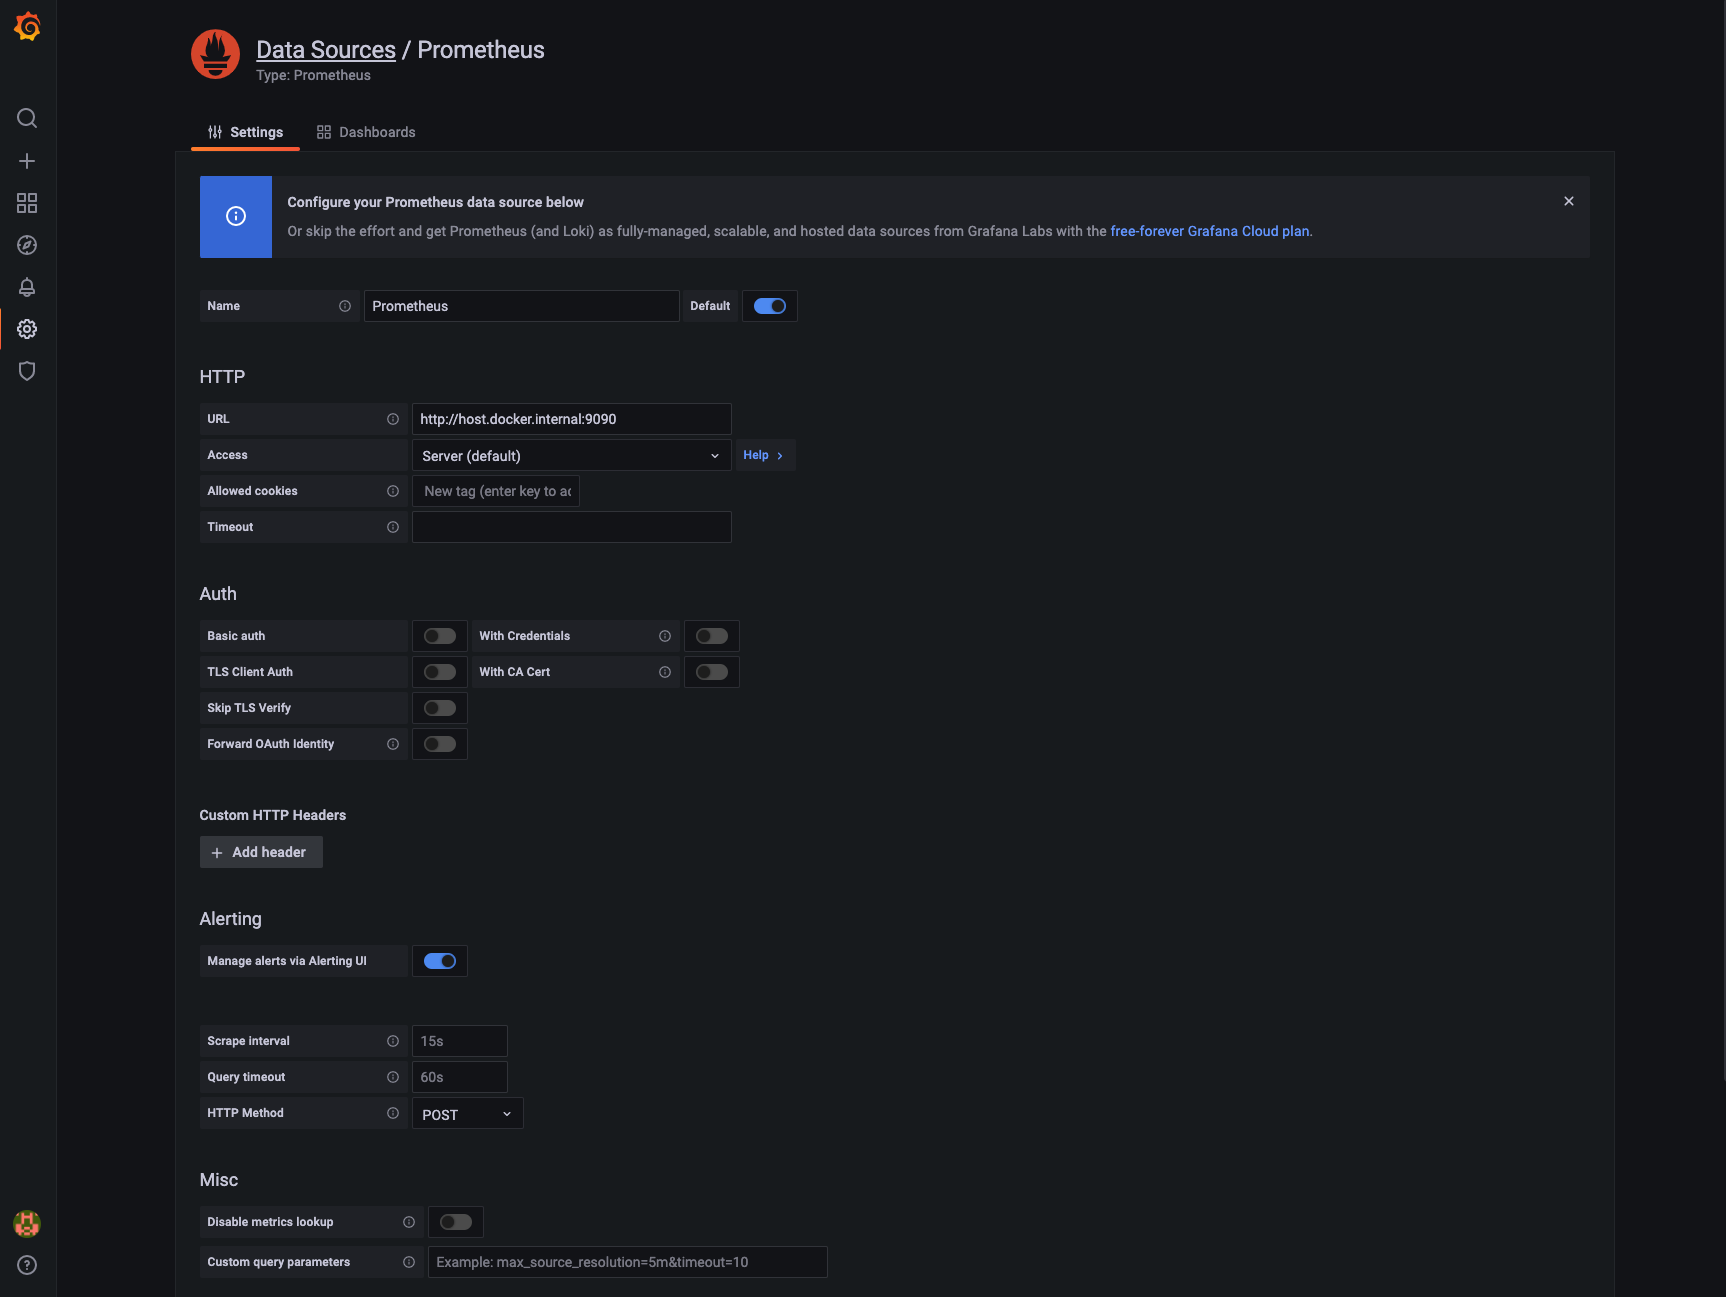 Data Sources / Prometheus
Type: Prometheus
Settings
Dashboards
Configure your Prometheus data source below
Or skip the effort and get Prometheus (and Loki) as fully-managed, scalable, and hosted data sources from Grafana Labs with the free-forever Grafana Cloud plan.
Name
Prometheus
Default
HTTP
URL
http://host.docker.internal:9090
Access
Server (default)
Help
Allowed cookies
New tag (enter key to ac
Timeout
Auth
Basic auth
With Credentials
TLS Client Auth
With CA Cert
Skip TLS Verify
Forward OAuth Identity
Custom HTTP Headers
+ Add header
Alerting
Manage alerts via Alerting UI
Scrape interval
15s
Query timeout
60s
HTTP Method
POST
Misc
Disable metrics lookup
Custom query parameters
Example: max_source_resolution=5m&timeout=10